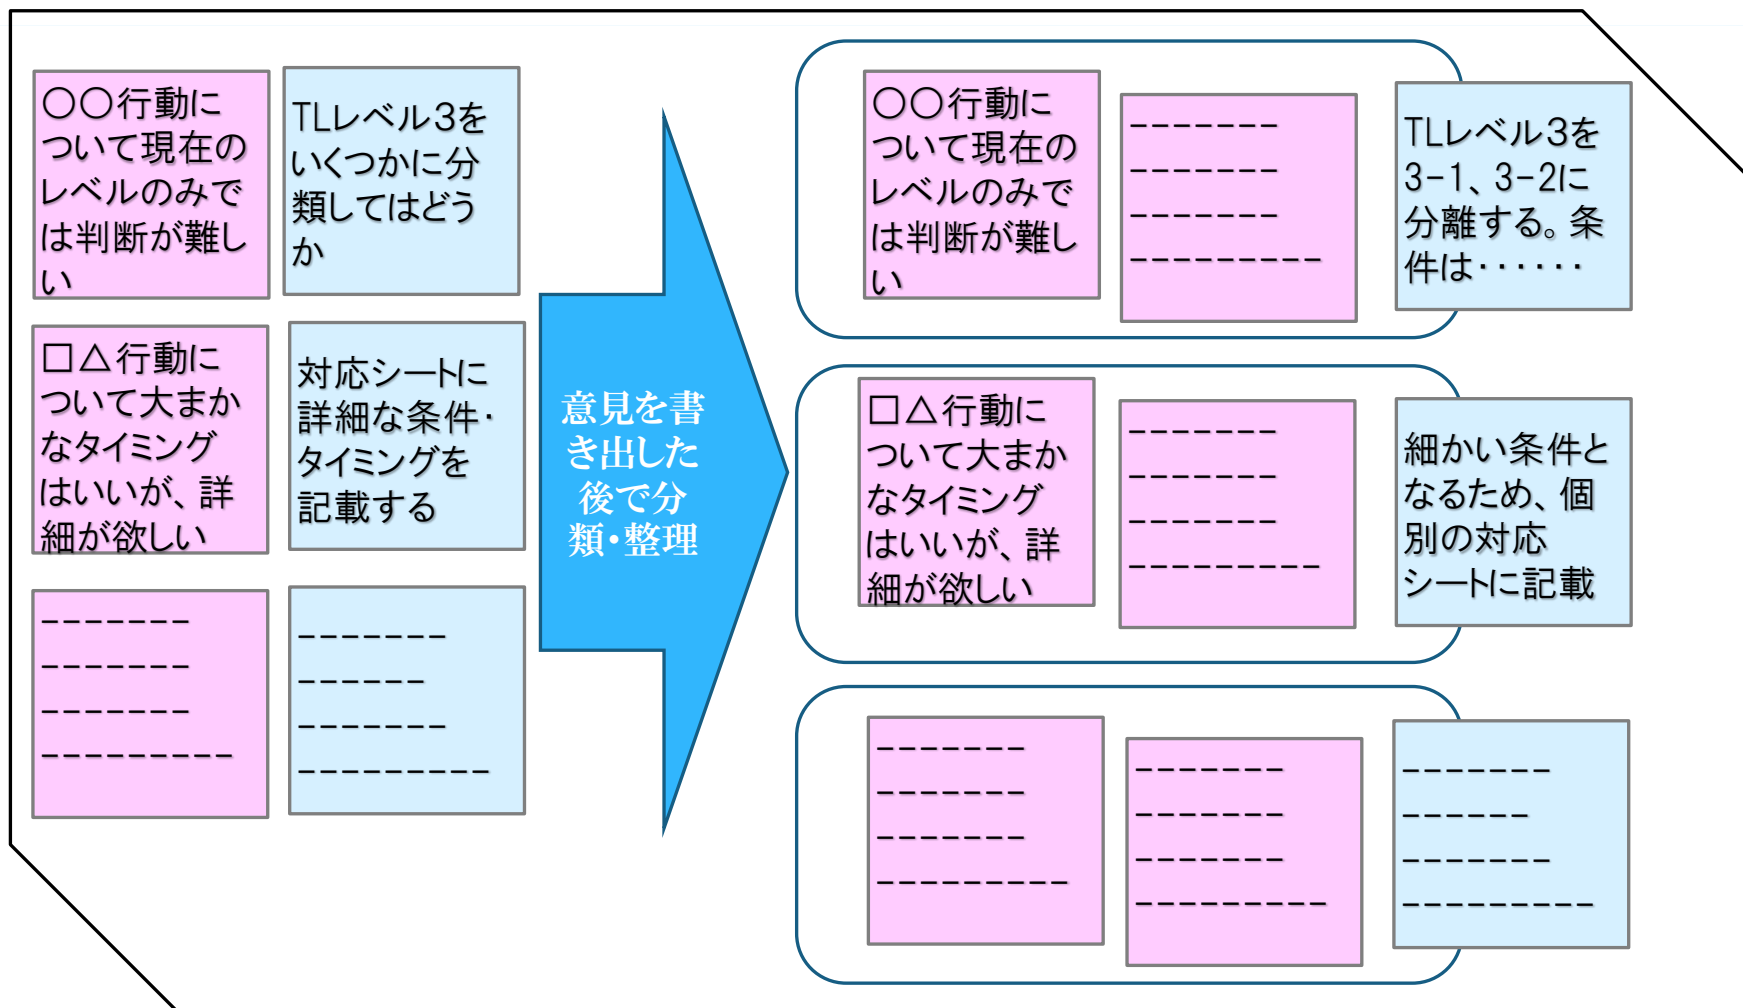 〇〇行動に
ついて現在の
レベルのみで
は判断が難し
い
TLレベル３を
いくつかに分
類してはどう
か
□△行動に
ついて大まか
なタイミング
はいいが、詳
細が欲しい
対応シートに
詳細な条件・
タイミングを
記載する
-------
-------
-------
---------
-------
------
-------
---------
意見を書
き出した
後で分
類・整理
〇〇行動に
ついて現在の
レベルのみで
は判断が難し
い
-------
-------
-------
---------
TLレベル３を
3-1、3-2に
分離する。条
件は・・・・・・
□△行動に
ついて大まか
なタイミング
はいいが、詳
細が欲しい
-------
-------
-------
---------
細かい条件と
なるため、個
別の対応
シートに記載
-------
-------
-------
---------
-------
-------
-------
---------
-------
------
-------
---------